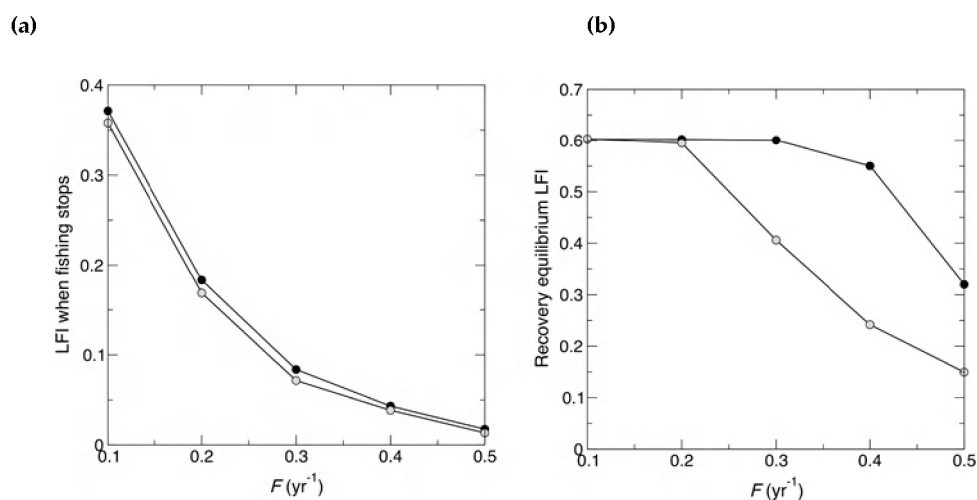 (a)
(b)
LFI when fishing stops
0.4
0.3
0.2
0.1
0
0.1 0.2 0.3 0.4 0.5
F (yr⁻¹)
Recovery equilibrium LFI
0.7
0.6
0.5
0.4
0.3
0.2
0.1
0
0.1 0.2 0.3 0.4 0.5
F (yr⁻¹)